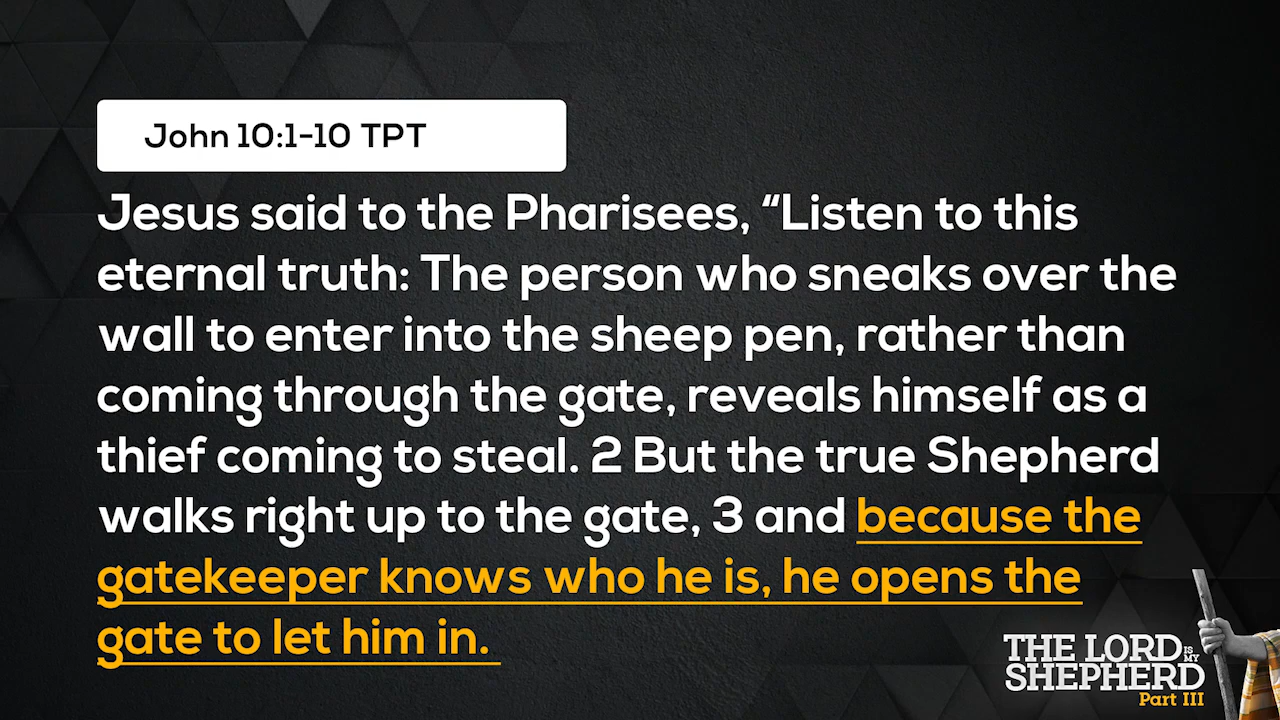 John 10:1-10 TPT
Jesus said to the Pharisees, “Listen to this
eternal truth: The person who sneaks over the
wall to enter into the sheep pen, rather than
coming through the gate, reveals himself as a
thief coming to steal. 2 But the true Shepherd
walks right up to the gate, 3 and because the
gatekeeper knows who he is, he opens the
gate to let him in.
THE LORD IS MY
SHEPHERD
Part III